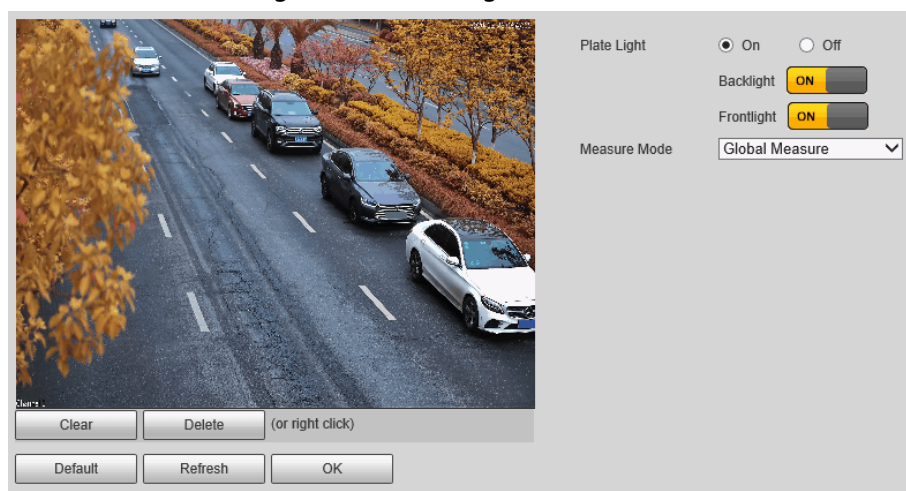 Plate Light On Off
Backlight ON
Frontlight ON
Measure Mode Global Measure
Clear Delete (or right click)
Default Refresh OK